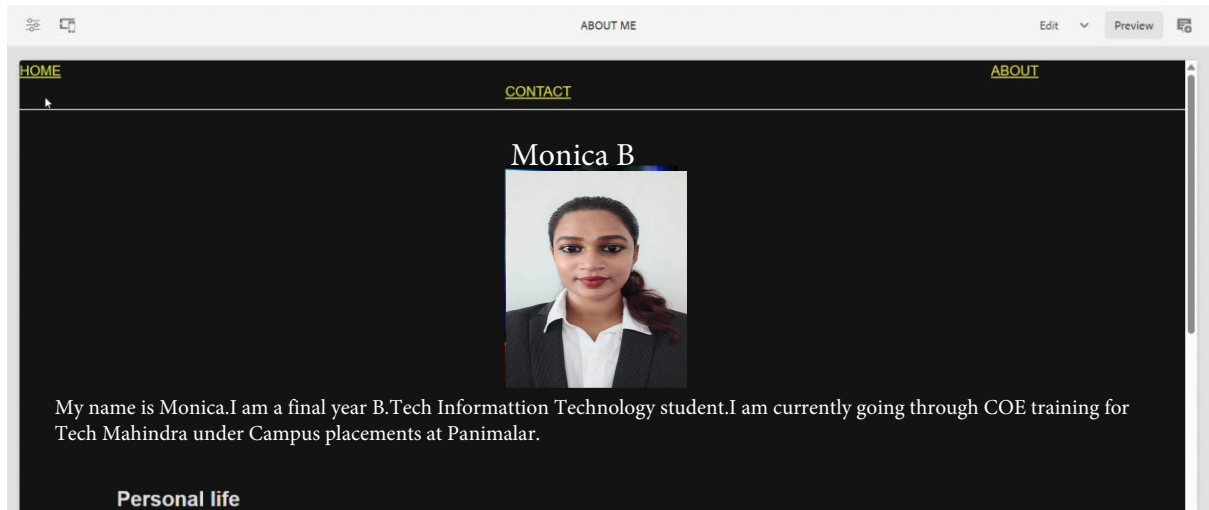 ABOUT ME
Edit
Preview
HOME
ABOUT
CONTACT
Monica B
My name is Monica.I am a final year B.Tech Informattion Technology student.I am currently going through COE training for
Tech Mahindra under Campus placements at Panimalar.
Personal life